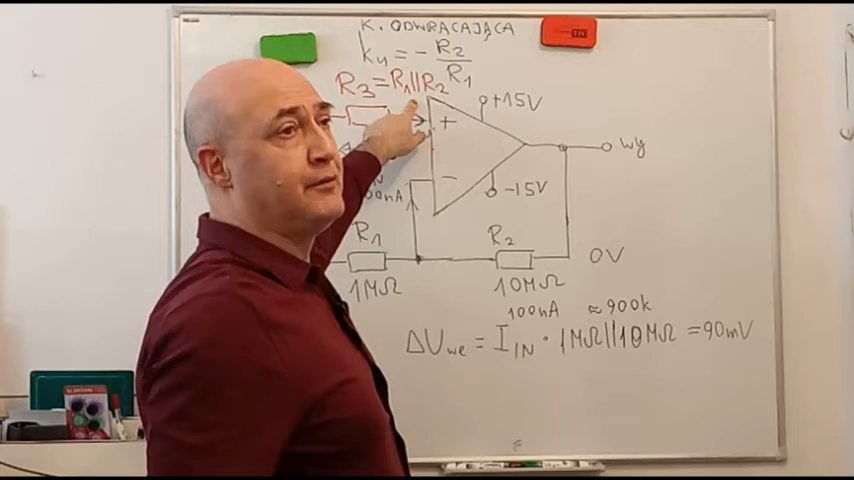 K. ODWRACAJĄCA
ku = - R2/R1
R3 = R1||R2
+15V
+
wy
-
-15V
100nA
R1
R2
0V
1MΩ
10MΩ
100nA ≈900k
ΔUwe = IIN · 1MΩ||10MΩ = 90mV